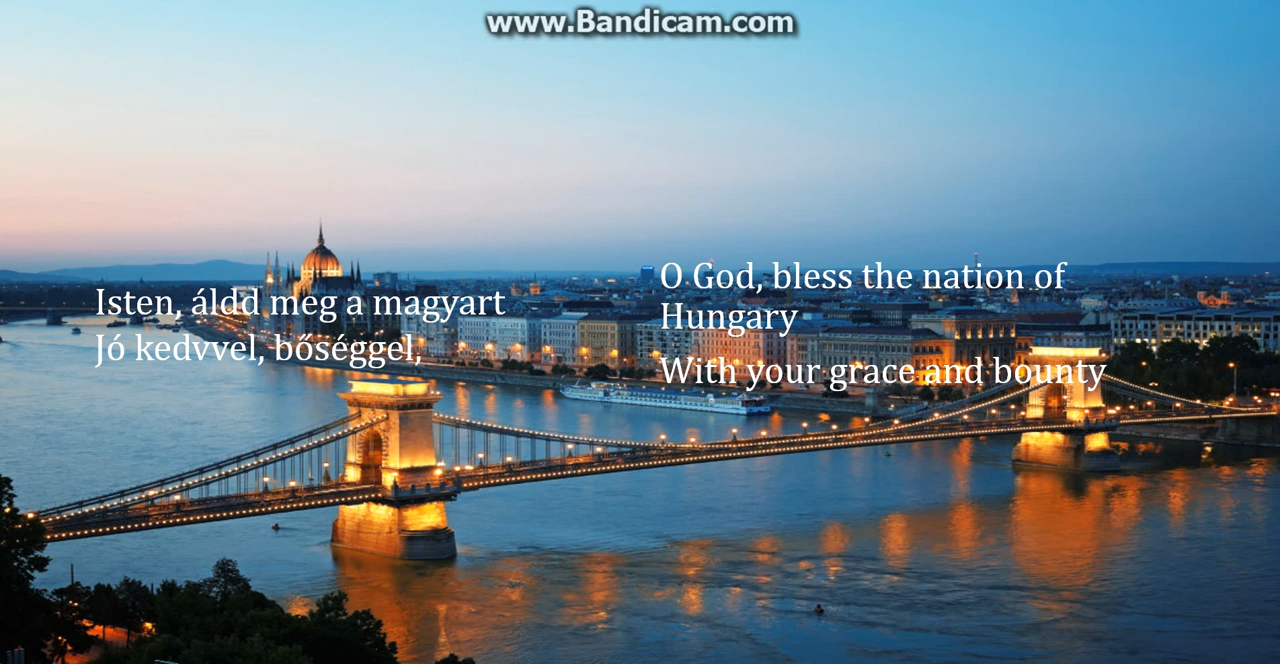 www.Bandicam.com
Isten, áldd meg a magyart
Jó kedvvel, bőséggel,
O God, bless the nation of
Hungary
With your grace and bounty